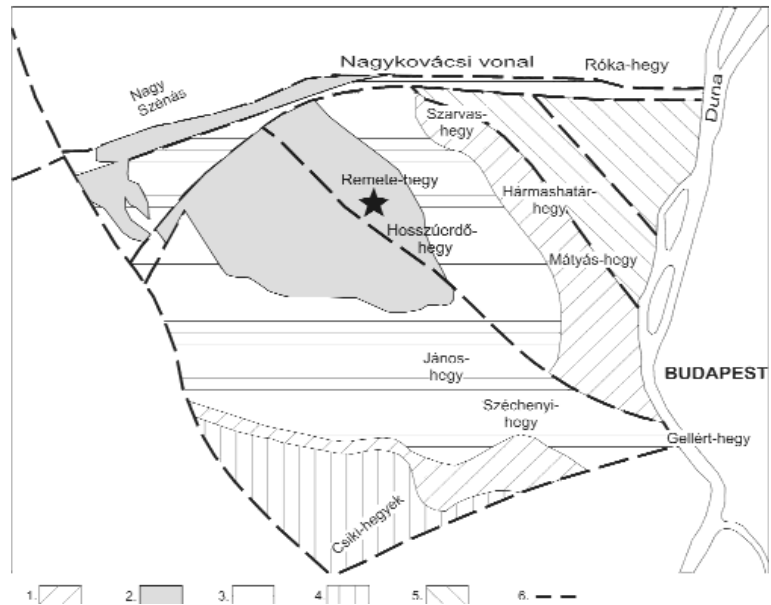 Nagykovácsi vonal
Róka-hegy
Duna
Nagy
Szénás
Szarvas-
hegy
Remete-hegy
Hármashatár-
hegy
Hosszúerdő-
hegy
Mátyás-hegy
János-
hegy
BUDAPEST
Széchenyi-
hegy
Gellért-hegy
Csiki-hegyek
1. 2. 3. 4. 5. 6.